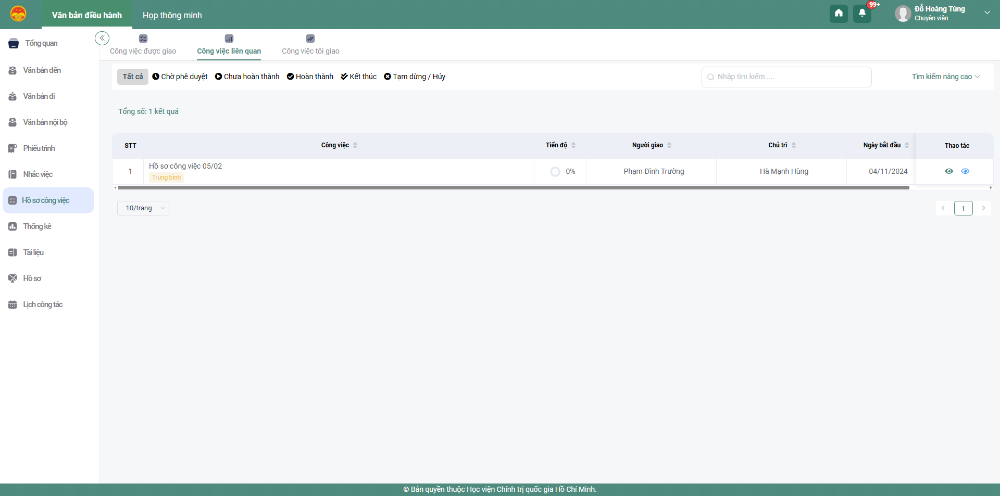 Văn bản điều hành
Họp thông minh
99+
Đỗ Hoàng Tùng
Chuyên viên
Tổng quan
Văn bản đến
Văn bản đi
Văn bản nội bộ
Phiếu trình
Nhắc việc
Hồ sơ công việc
Thống kê
Tài liệu
Hồ sơ
Lịch công tác
Công việc được giao
Công việc liên quan
Công việc tôi giao
Tất cả
Chờ phê duyệt
Chưa hoàn thành
Hoàn thành
Kết thúc
Tạm dừng / Hủy
Nhập tìm kiếm ....
Tìm kiếm nâng cao
Tổng số: 1 kết quả
STT
Công việc
Tiến độ
Người giao
Chủ trì
Ngày bắt đầu
Thao tác
1
Hồ sơ công việc 05/02
Trung bình
0%
Phạm Đình Trường
Hà Mạnh Hùng
04/11/2024
10/trang
1
© Bản quyền thuộc Học viện Chính trị quốc gia Hồ Chí Minh.